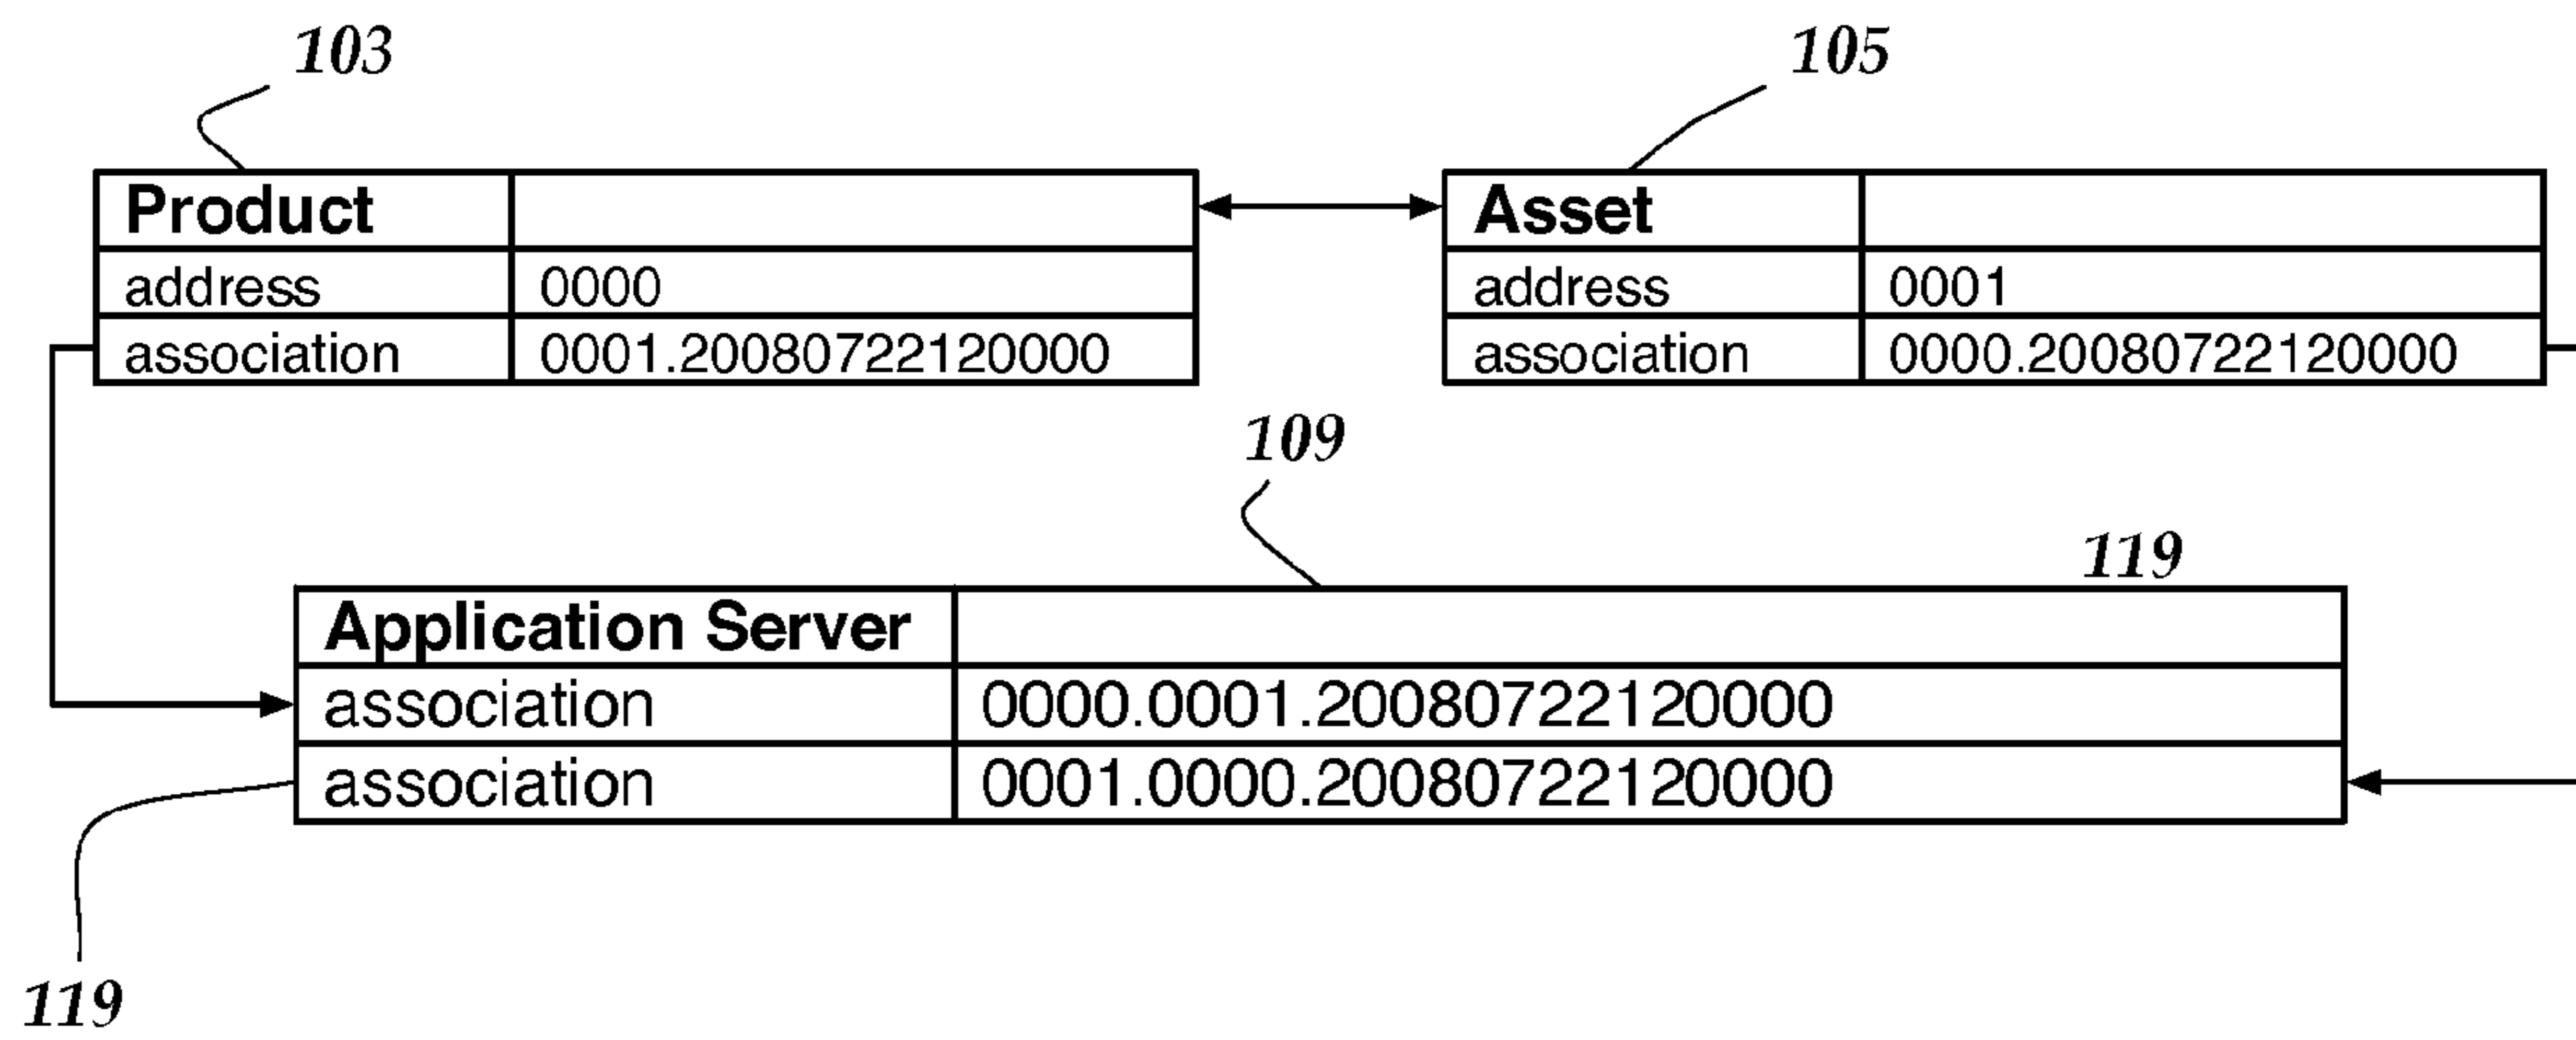 103
105
Product
address 0000
association 0001.20080722120000
Asset
address 0001
association 0000.20080722120000
109
119
Application Server
association 0000.0001.20080722120000
association 0001.0000.20080722120000
119